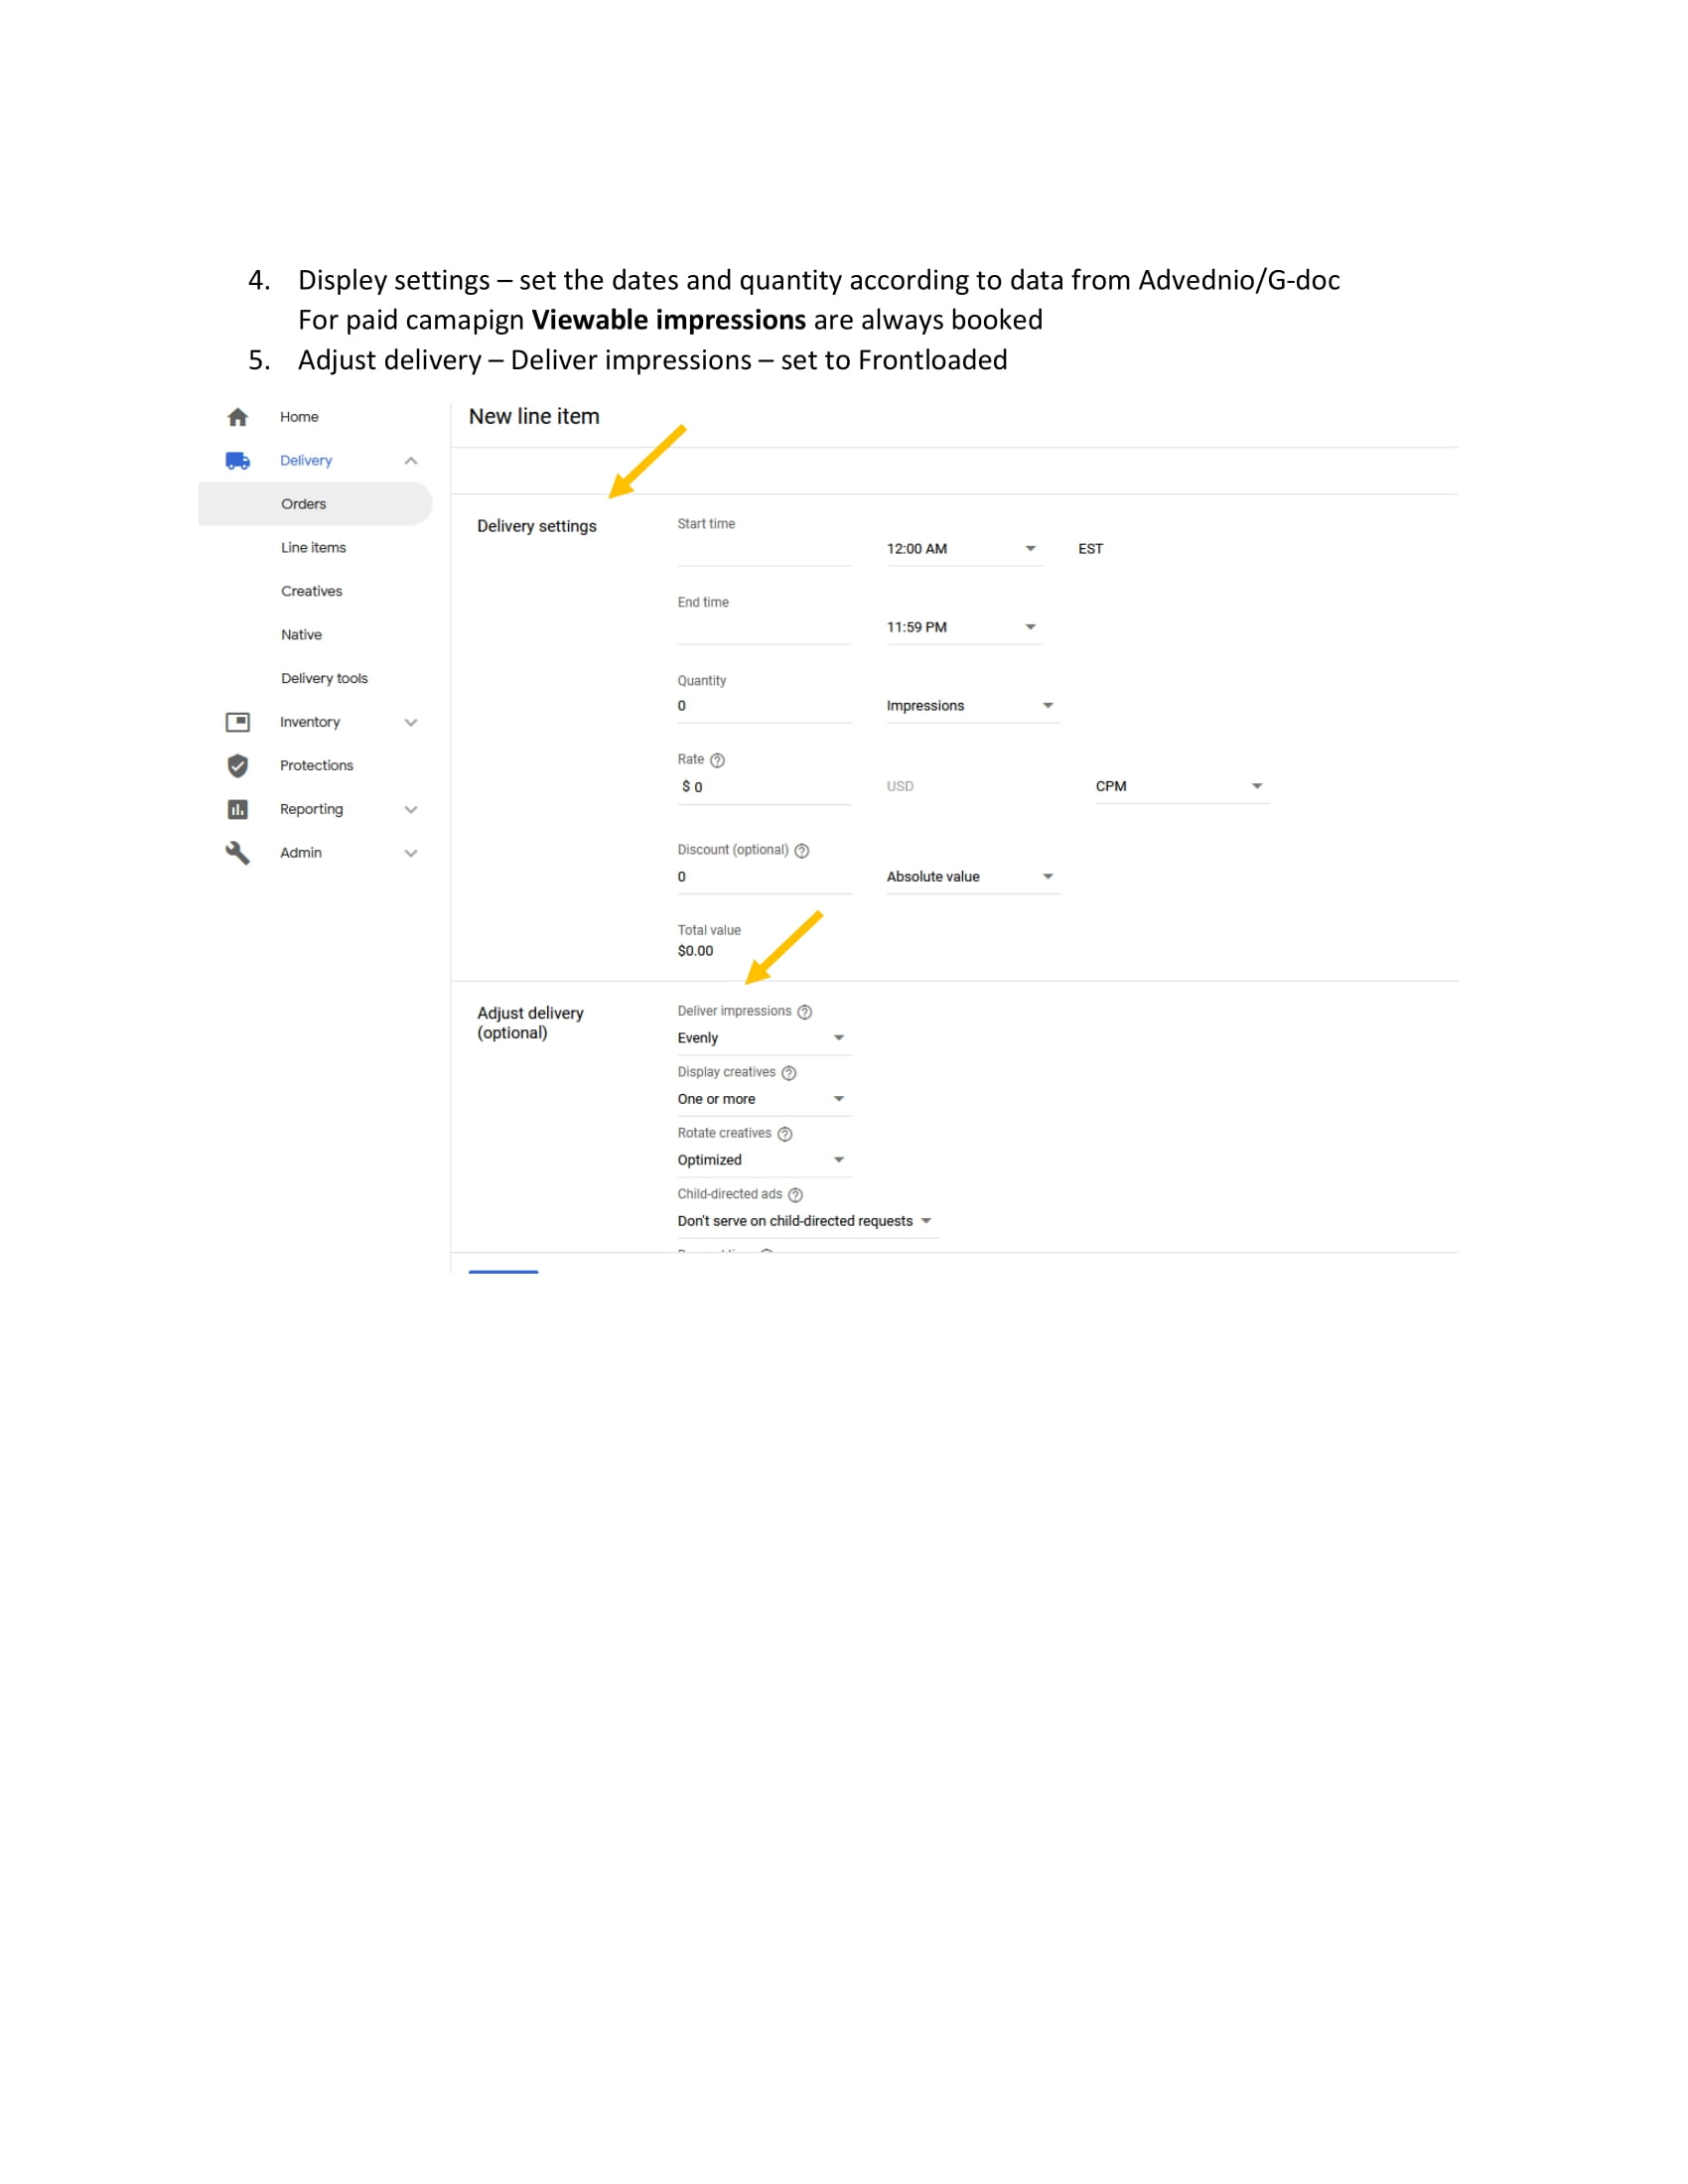 4. Displey settings – set the dates and quantity according to data from Advednio/G-doc
For paid camapign Viewable impressions are always booked
5. Adjust delivery – Deliver impressions – set to Frontloaded
Home
Delivery
Orders
Line items
Creatives
Native
Delivery tools
Inventory
Protections
Reporting
Admin
New line item
Delivery settings
Start time
12:00 AM EST
End time
11:59 PM
Quantity
0 Impressions
Rate
$ 0 USD CPM
Discount (optional)
0 Absolute value
Total value
$0.00
Adjust delivery
(optional)
Deliver impressions
Evenly
Display creatives
One or more
Rotate creatives
Optimized
Child-directed ads
Don't serve on child-directed requests